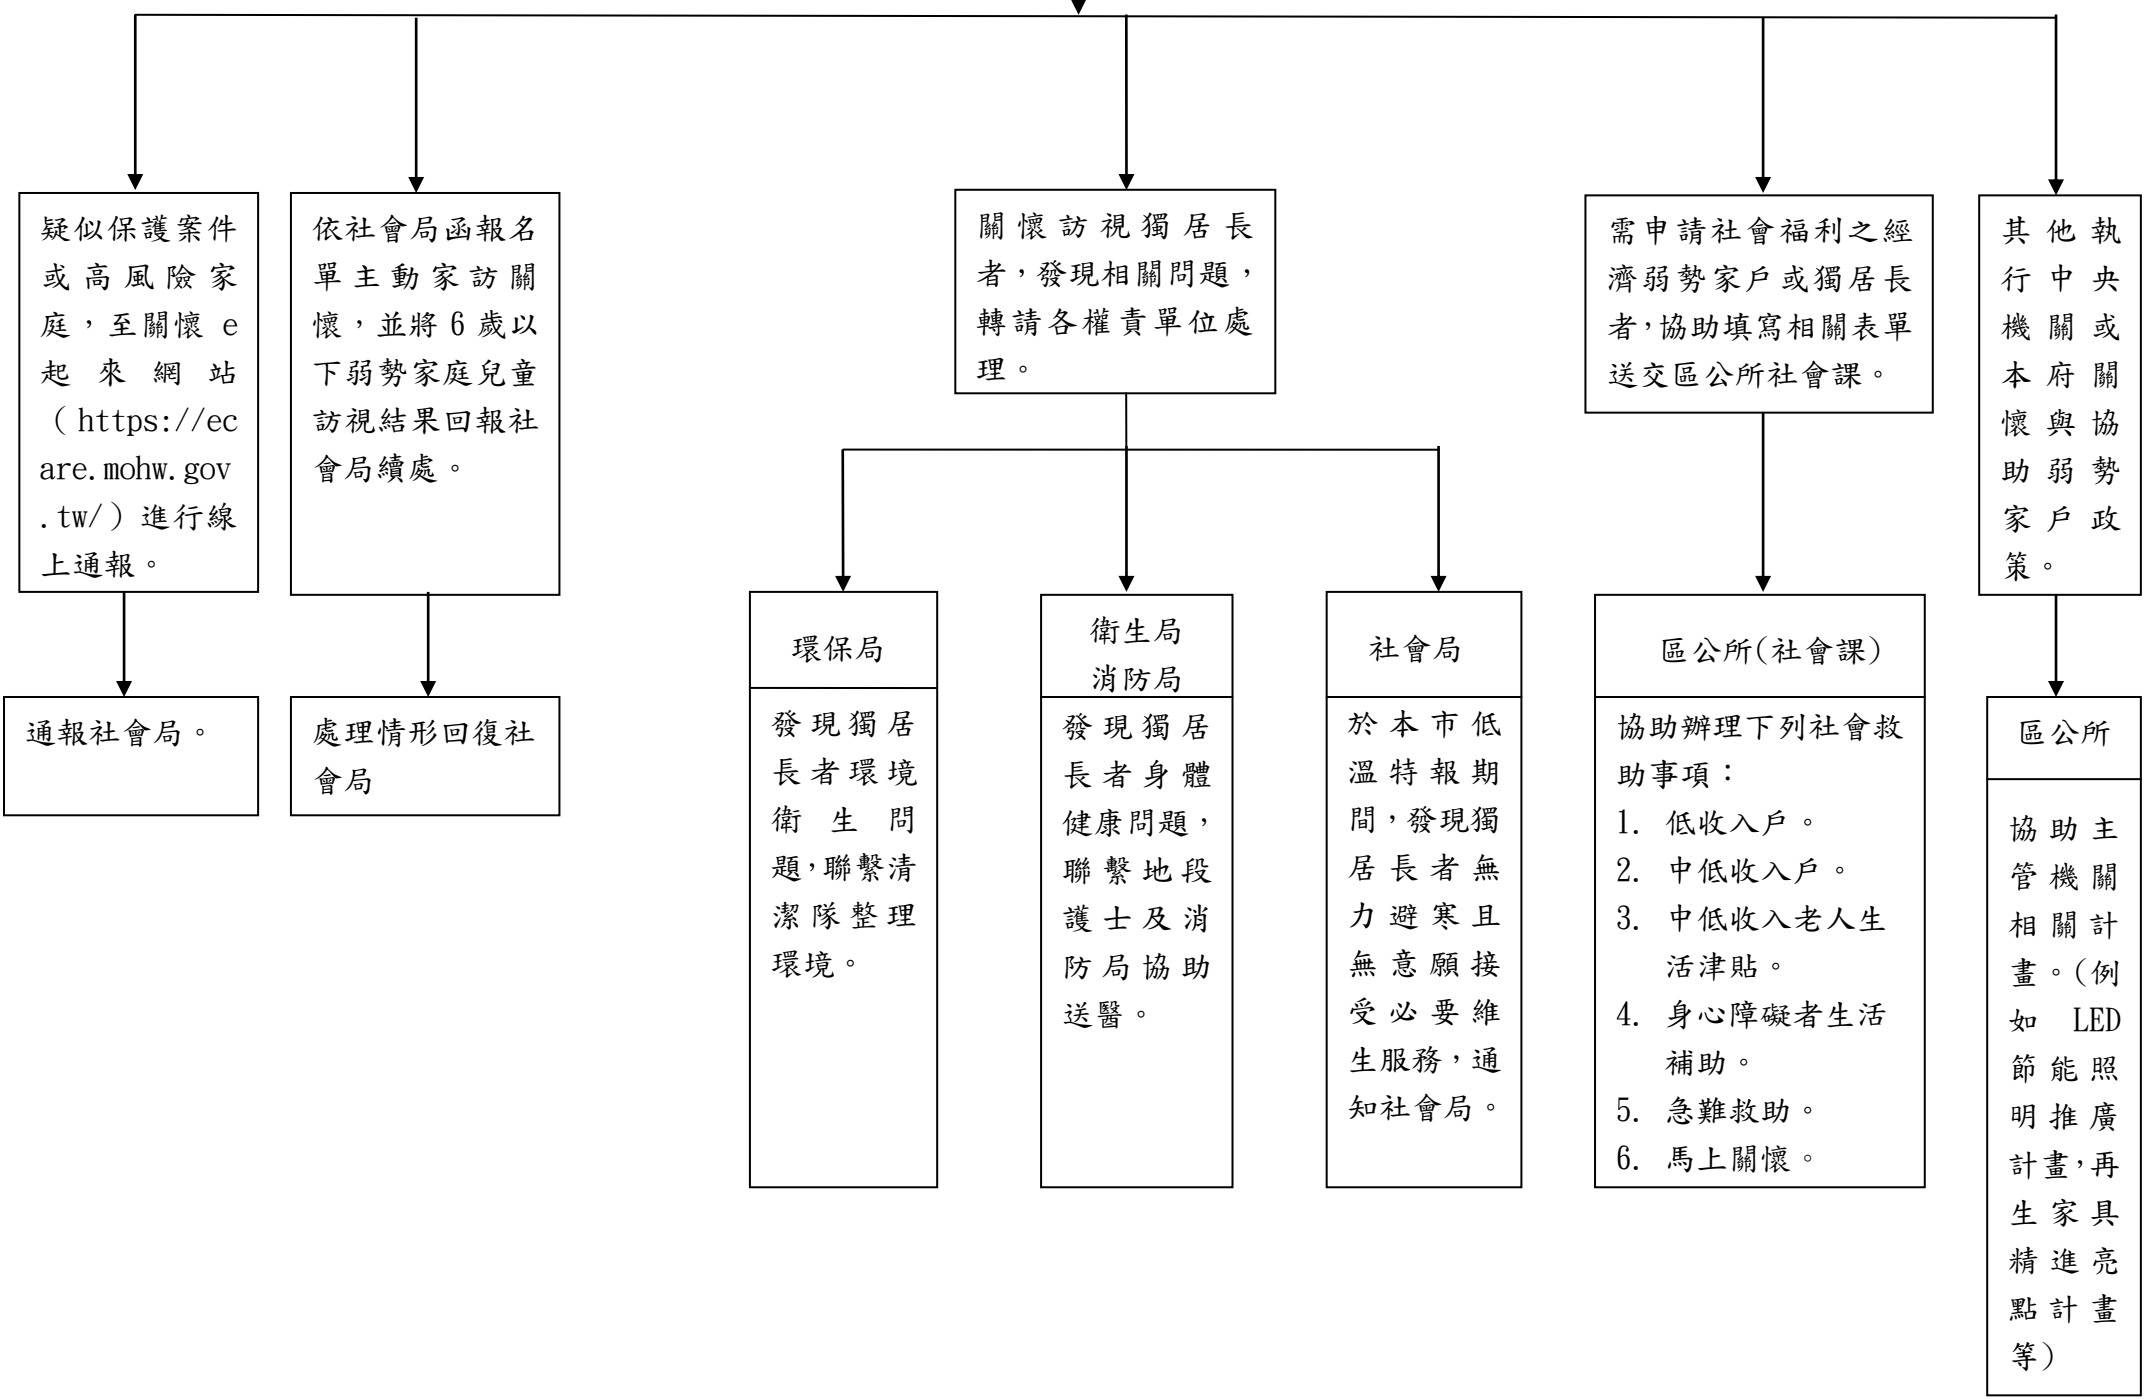 疑似保護案件
或高風險家
庭，至關懷 e
起來網站
（https://ec
are.mohw.gov
.tw/）進行線
上通報。
通報社會局。
依社會局函報名
單主動家訪關
懷，並將 6 歲以
下弱勢家庭兒童
訪視結果回報社
會局續處。
處理情形回復社
會局
關懷訪視獨居長
者，發現相關問題，
轉請各權責單位處
理。
環保局
發現獨居
長者環境
衛生問
題，聯繫清
潔隊整理
環境。
衛生局
消防局
發現獨居
長者身體
健康問題，
聯繫地段
護士及消
防局協助
送醫。
社會局
於本市低
溫特報期
間，發現獨
居長者無
力避寒且
無意願接
受必要維
生服務，通
知社會局。
需申請社會福利之經
濟弱勢家戶或獨居長
者，協助填寫相關表單
送交區公所社會課。
區公所(社會課)
協助辦理下列社會救
助事項：
1. 低收入戶。
2. 中低收入戶。
3. 中低收入老人生
活津貼。
4. 身心障礙者生活
補助。
5. 急難救助。
6. 馬上關懷。
其他執
行中央
機關或
本府關
懷與協
助弱勢
家戶政
策。
區公所
協助主
管機關
相關計
畫。(例
如 LED
節能照
明推廣
計畫，再
生家具
精進亮
點計畫
等)